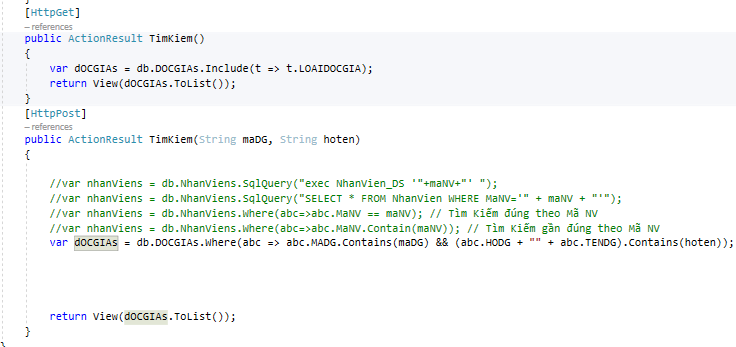 [HttpGet]
– references
public ActionResult TimKiem()
{
var dOCGIAs = db.DOCGIAs.Include(t => t.LOAIDOCGIA);
return View(dOCGIAs.ToList());
}
[HttpPost]
– references
public ActionResult TimKiem(String maDG, String hoten)
{
//var nhanViens = db.NhanViens.SqlQuery("exec NhanVien_DS '"+maNV+"' ");
//var nhanViens = db.NhanViens.SqlQuery("SELECT * FROM NhanVien WHERE MaNV='" + maNV + "'");
//var nhanViens = db.NhanViens.Where(abc=>abc.MaNV == maNV); // Tìm Kiếm đúng theo Mã NV
//var nhanViens = db.NhanViens.Where(abc=>abc.MaNV.Contain(maNV)); // Tìm Kiếm gần đúng theo Mã NV
var dOCGIAs = db.DOCGIAs.Where(abc => abc.MADG.Contains(maDG) && (abc.HODG + "" + abc.TENDG).Contains(hoten));
return View(dOCGIAs.ToList());
}
}